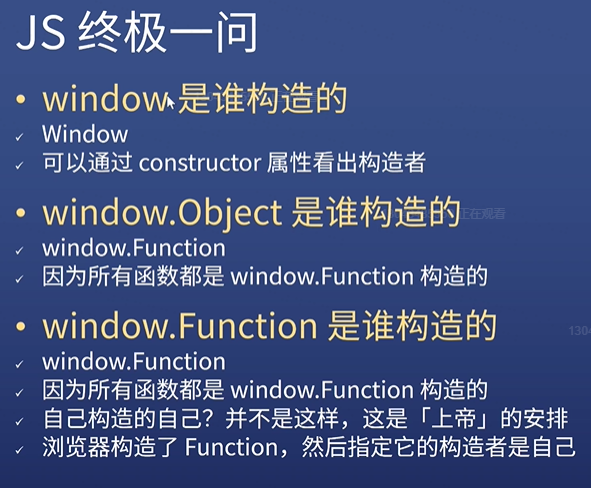 JS 终极一问
• window 是谁构造的
✓ Window
✓ 可以通过 constructor 属性看出构造者
• window.Object 是谁构造的
正在观看
✓ window.Function
✓ 因为所有函数都是 window.Function 构造的
• window.Function 是谁构造的
1304
✓ window.Function
✓ 因为所有函数都是 window.Function 构造的
✓ 自己构造的自己？并不是这样，这是「上帝」的安排
✓ 浏览器构造了 Function，然后指定它的构造者是自己